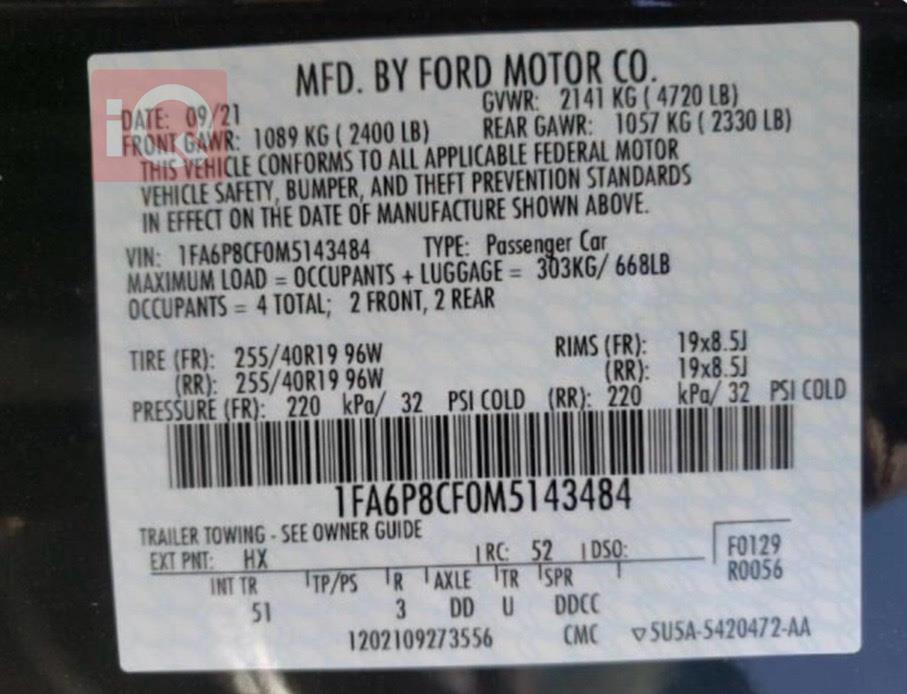 iQ
MFD. BY FORD MOTOR CO.
DATE: 09/21 GVWR: 2141 KG ( 4720 LB)
FRONT GAWR: 1089 KG ( 2400 LB) REAR GAWR: 1057 KG ( 2330 LB)
THIS VEHICLE CONFORMS TO ALL APPLICABLE FEDERAL MOTOR
VEHICLE SAFETY, BUMPER, AND THEFT PREVENTION STANDARDS
IN EFFECT ON THE DATE OF MANUFACTURE SHOWN ABOVE.
VIN: 1FA6P8CF0M5143484 TYPE: Passenger Car
MAXIMUM LOAD = OCCUPANTS + LUGGAGE = 303KG/ 668LB
OCCUPANTS = 4 TOTAL; 2 FRONT, 2 REAR
TIRE (FR): 255/40R19 96W RIMS (FR): 19x8.5J
(RR): 255/40R19 96W (RR): 19x8.5J
PRESSURE (FR): 220 kPa/ 32 PSI COLD (RR): 220 kPa/ 32 PSI COLD
1FA6P8CF0M5143484
TRAILER TOWING - SEE OWNER GUIDE
EXT PNT: HX RC: 52 DSO: F0129
INT TR TP/PS R AXLE TR SPR R0056
51 3 DD U DDCC
1202109273556 CMC ▽5U5A-5420472-AA